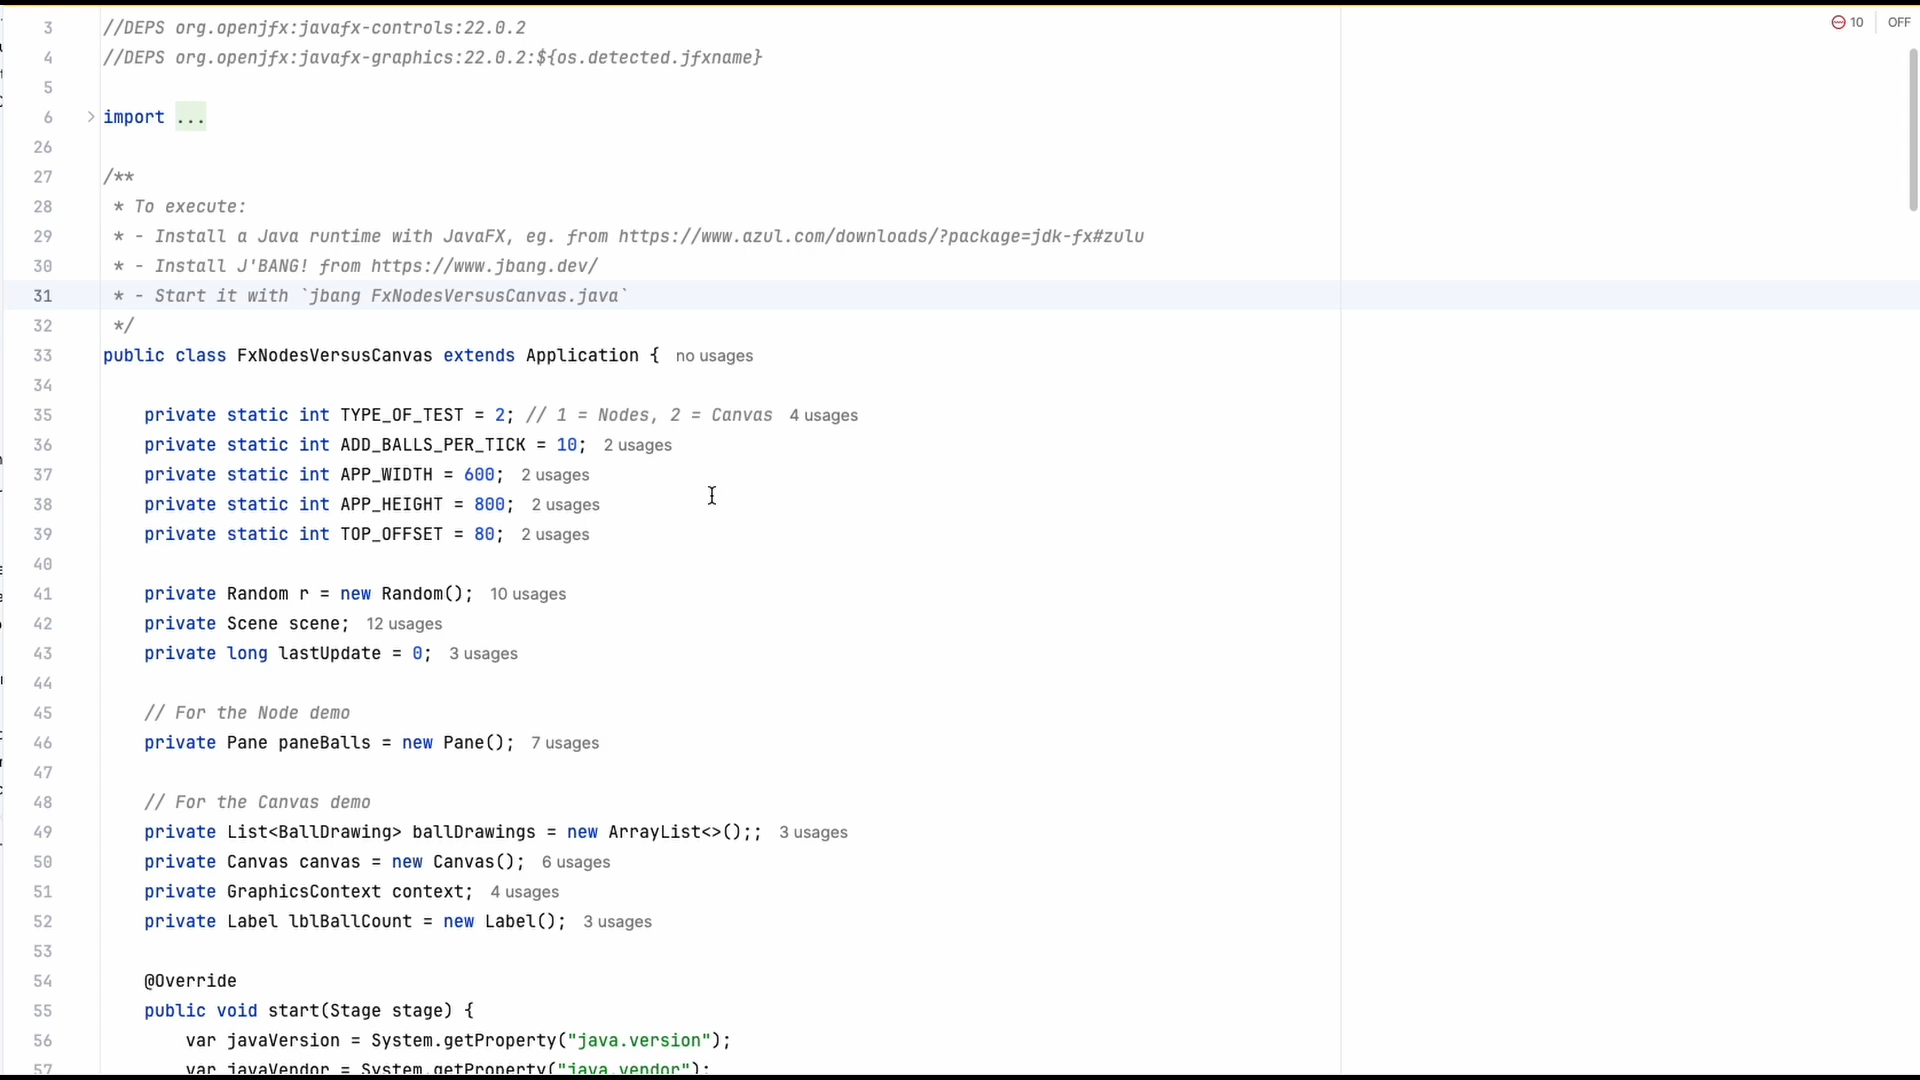 10 OFF
3 //DEPS org.openjfx:javafx-controls:22.0.2
4 //DEPS org.openjfx:javafx-graphics:22.0.2:${os.detected.jfxname}
5
6 import ...
26
27 /**
28 * To execute:
29 * - Install a Java runtime with JavaFX, eg. from https://www.azul.com/downloads/?package=jdk-fx#zulu
30 * - Install J'BANG! from https://www.jbang.dev/
31 * - Start it with `jbang FxNodesVersusCanvas.java`
32 */
33 public class FxNodesVersusCanvas extends Application { no usages
34
35 private static int TYPE_OF_TEST = 2; // 1 = Nodes, 2 = Canvas 4 usages
36 private static int ADD_BALLS_PER_TICK = 10; 2 usages
37 private static int APP_WIDTH = 600; 2 usages
38 private static int APP_HEIGHT = 800; 2 usages
39 private static int TOP_OFFSET = 80; 2 usages
40
41 private Random r = new Random(); 10 usages
42 private Scene scene; 12 usages
43 private long lastUpdate = 0; 3 usages
44
45 // For the Node demo
46 private Pane paneBalls = new Pane(); 7 usages
47
48 // For the Canvas demo
49 private List<BallDrawing> ballDrawings = new ArrayList<>();; 3 usages
50 private Canvas canvas = new Canvas(); 6 usages
51 private GraphicsContext context; 4 usages
52 private Label lblBallCount = new Label(); 3 usages
53
54 @Override
55 public void start(Stage stage) {
56 var javaVersion = System.getProperty("java.version");
57 var javaVendor = System.getProperty("java.vendor");